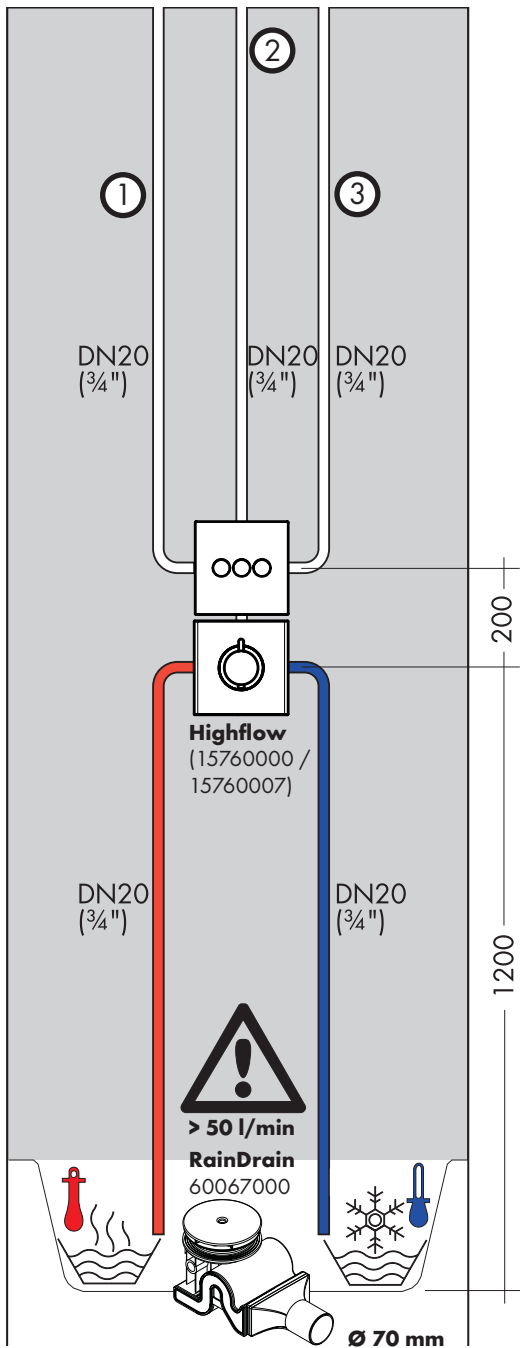 2
1
3
DN20
(¾")
DN20
(¾")
DN20
(¾")
200
Highflow
(15760000 /
15760007)
DN20
(¾")
DN20
(¾")
1200
> 50 l/min
RainDrain
60067000
Ø 70 mm